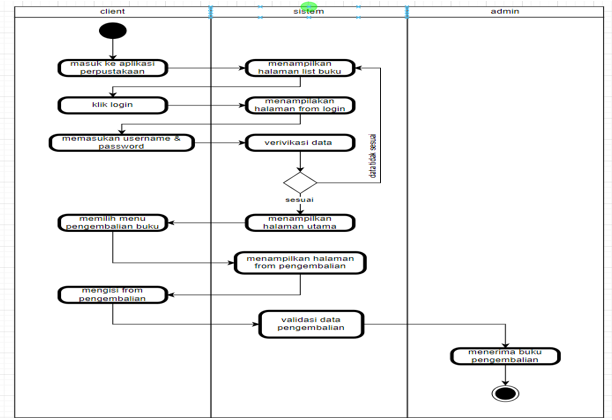 client
sistem
admin
masuk ke aplikasi
perpustakaan
menampilkan
halaman list buku
klik login
menampilakan
halaman from login
memasukan username &
password
verivikasi data
data tidak sesuai
sesuai
memilih menu
pengembalian buku
menampilkan
halaman utama
menampilkan halaman
from pengembalian
mengisi from
pengembalian
validasi data
pengembalian
menerima buku
pengembalian